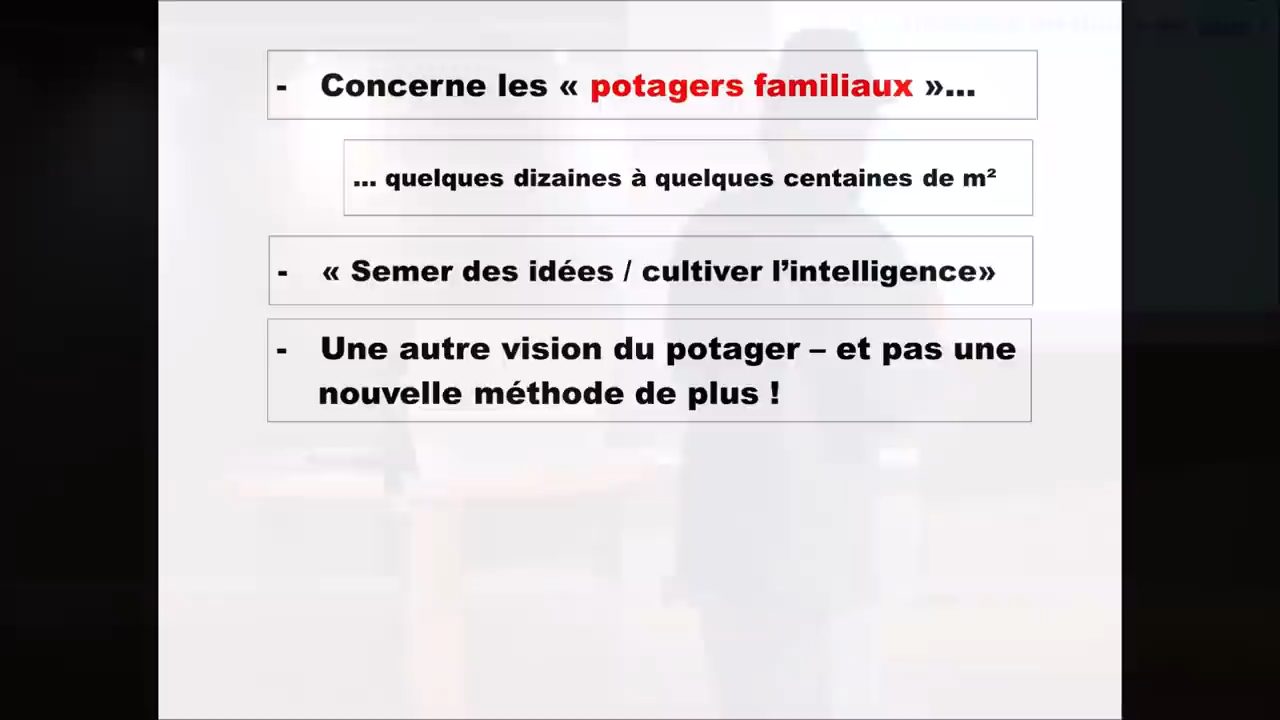 - Concerne les « potagers familiaux »...
... quelques dizaines à quelques centaines de m²
- « Semer des idées / cultiver l’intelligence»
- Une autre vision du potager – et pas une
nouvelle méthode de plus !